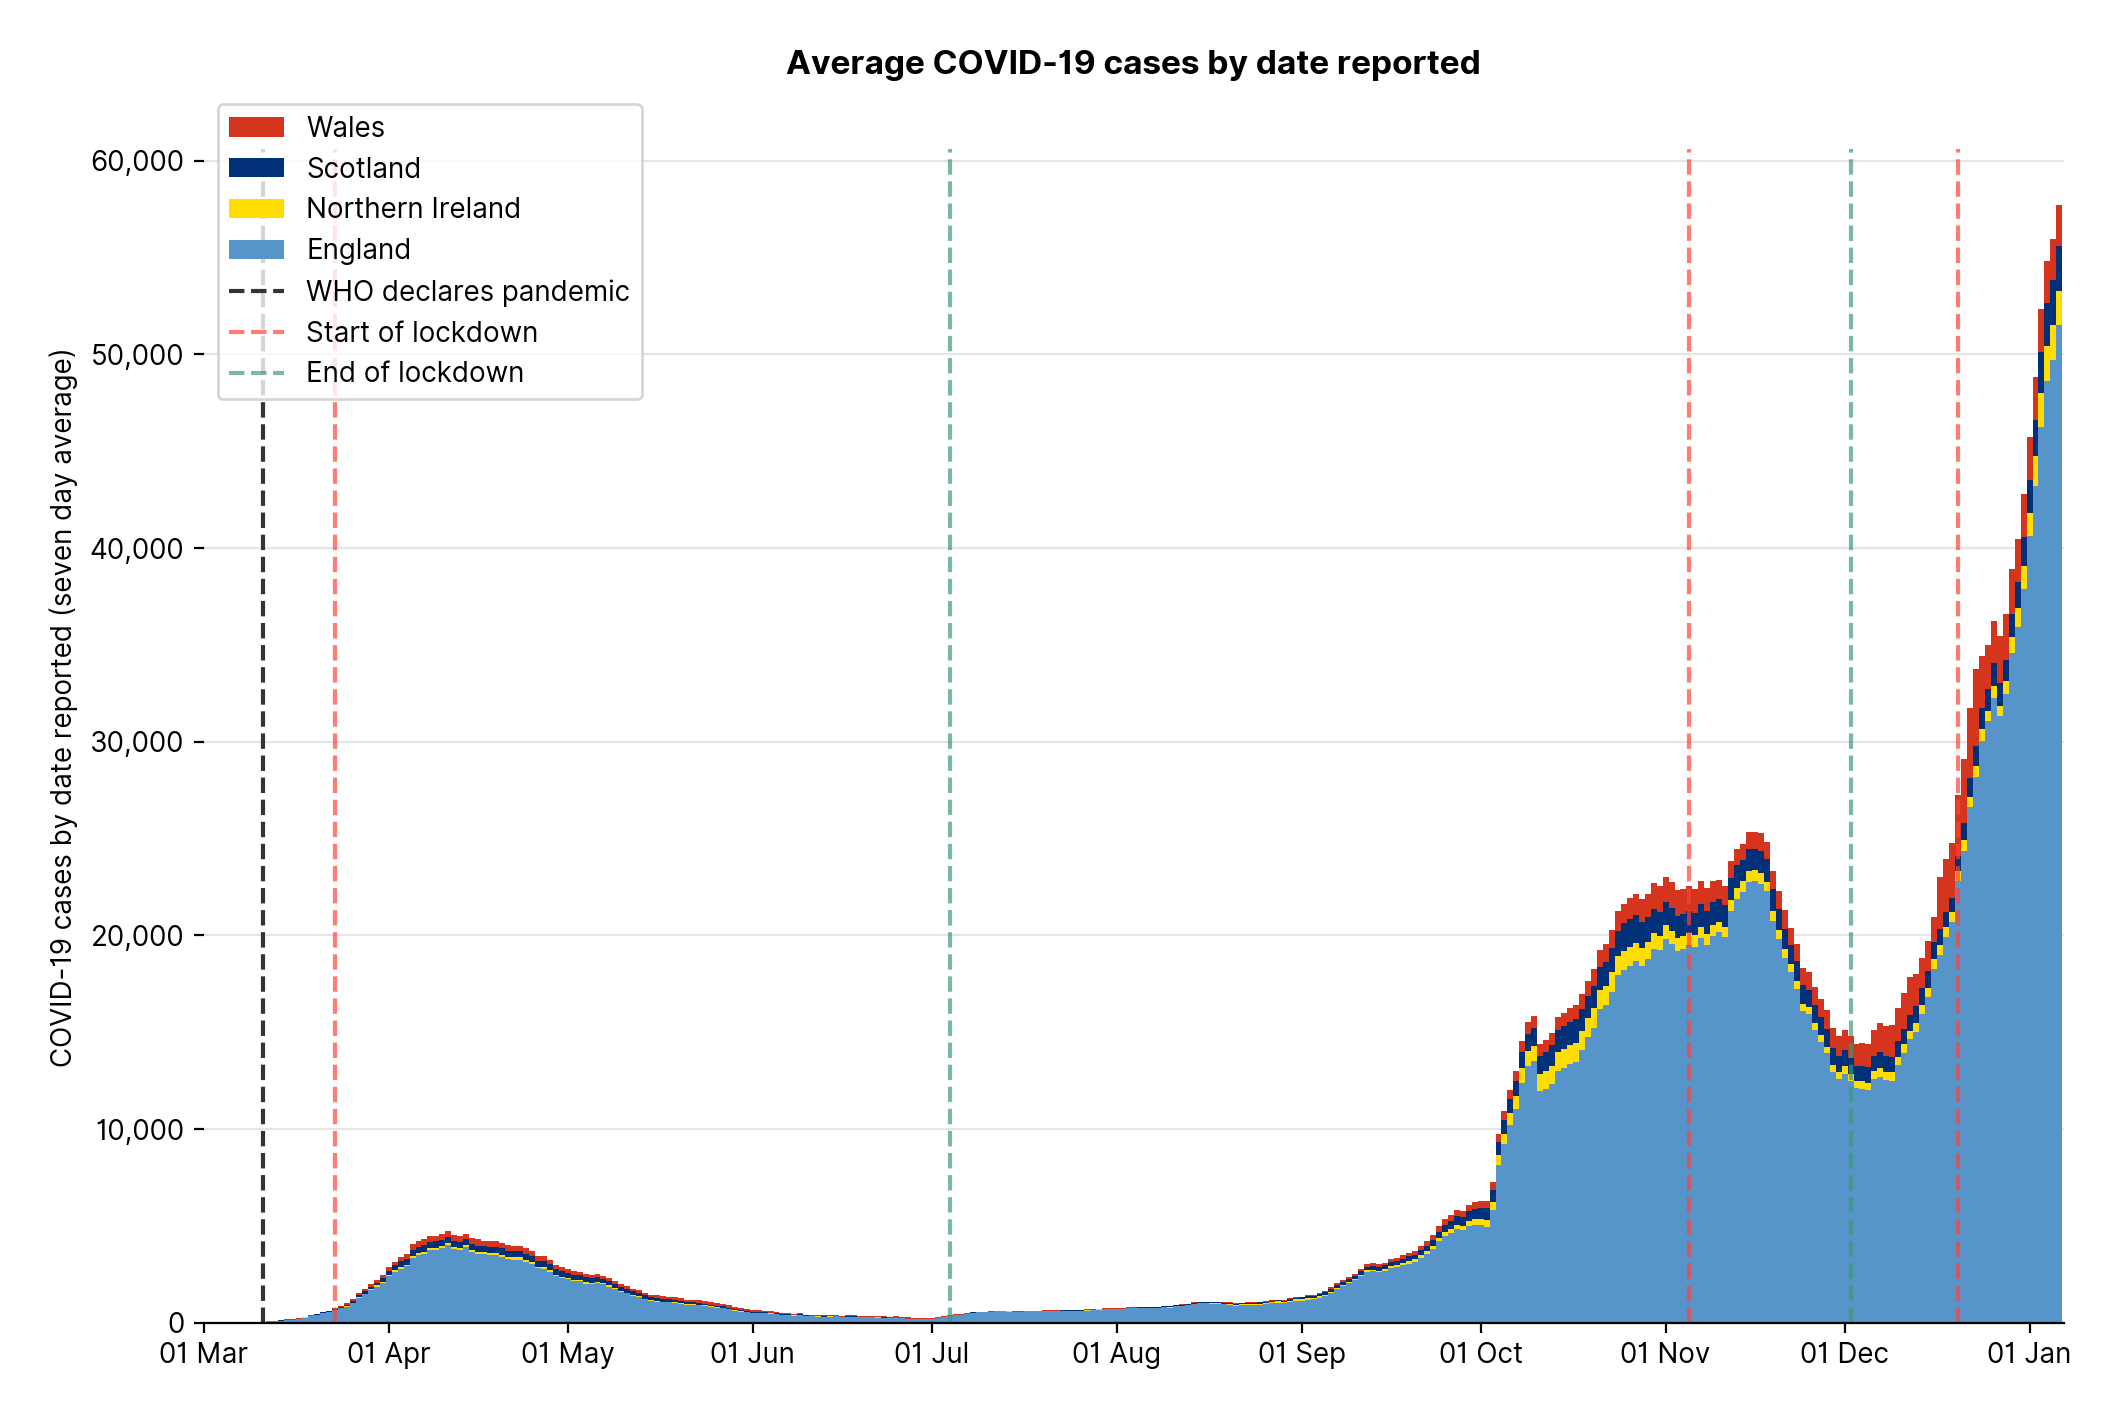 Average COVID-19 cases by date reported
Wales
Scotland
Northern Ireland
England
WHO declares pandemic
Start of lockdown
End of lockdown
COVID-19 cases by date reported (seven day average)
60,000
50,000
40,000
30,000
20,000
10,000
0
01 Mar 01 Apr 01 May 01 Jun 01 Jul 01 Aug 01 Sep 01 Oct 01 Nov 01 Dec 01 Jan